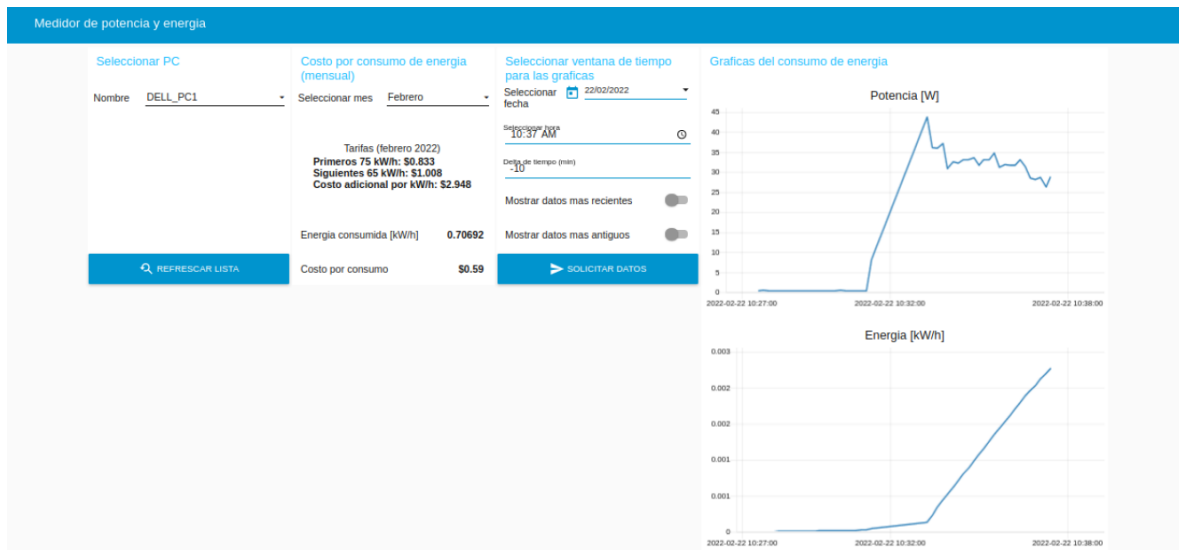 Medidor de potencia y energia
Seleccionar PC
Nombre DELL_PC1
REFRESCAR LISTA
Costo por consumo de energia
(mensual)
Seleccionar mes Febrero
Tarifas (febrero 2022)
Primeros 75 kW/h: $0.833
Siguientes 65 kW/h: $1.008
Costo adicional por kW/h: $2.948
Energia consumida [kW/h] 0.70692
Costo por consumo $0.59
Seleccionar ventana de tiempo
para las graficas
Seleccionar
fecha
22/02/2022
Seleccionar hora
10:37 AM
Delta de tiempo (min)
-10
Mostrar datos mas recientes
Mostrar datos mas antiguos
SOLICITAR DATOS
Graficas del consumo de energia
Potencia [W]
45
40
35
30
25
20
15
10
5
0
2022-02-22 10:27:00 2022-02-22 10:32:00 2022-02-22 10:38:00
Energia [kW/h]
0.003
0.002
0.002
0.001
0.001
0
2022-02-22 10:27:00 2022-02-22 10:32:00 2022-02-22 10:38:00